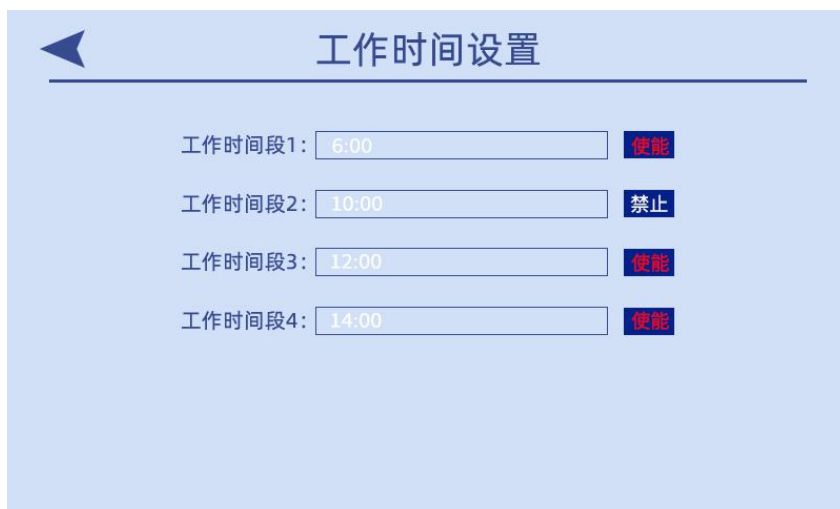 工作时间设置
工作时间段1: 6:00 使能
工作时间段2: 10:00 禁止
工作时间段3: 12:00 使能
工作时间段4: 14:00 使能